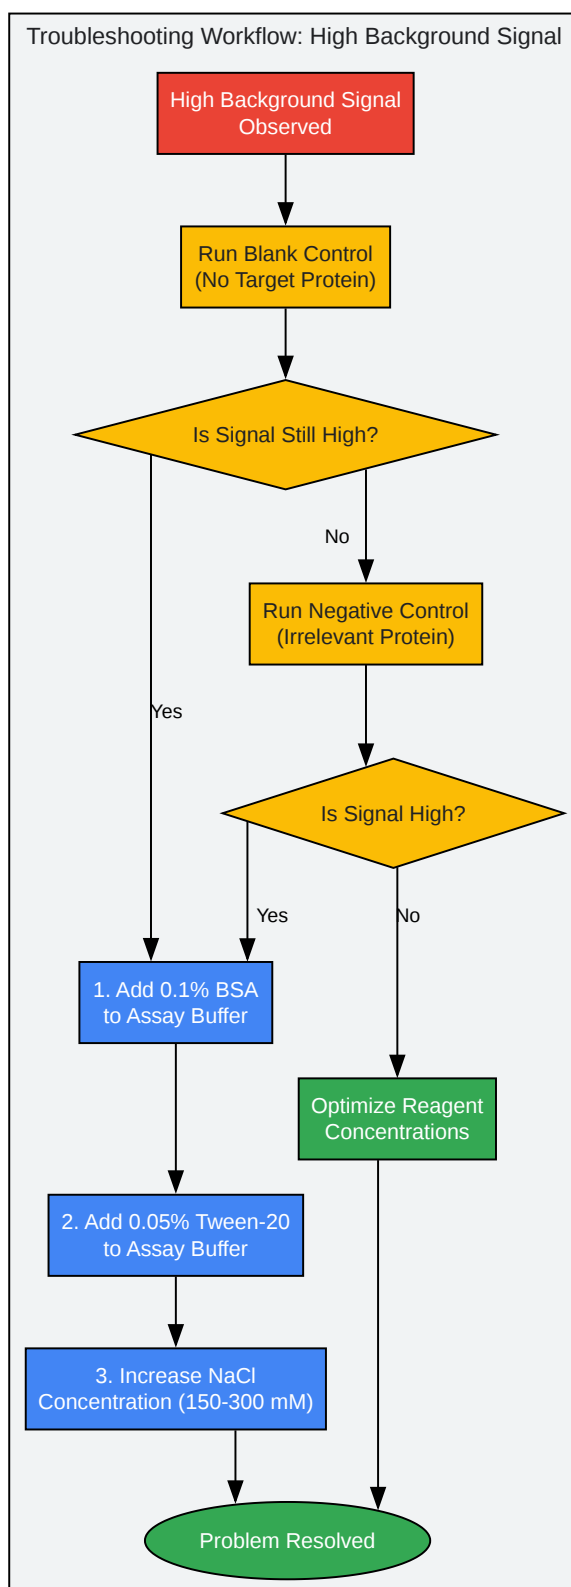 Troubleshooting Workflow: High Background Signal
High Background Signal
Observed
Run Blank Control
(No Target Protein)
Is Signal Still High?
No
Run Negative Control
(Irrelevant Protein)
Yes
Is Signal High?
Yes
No
1. Add 0.1% BSA
to Assay Buffer
Optimize Reagent
Concentrations
2. Add 0.05% Tween-20
to Assay Buffer
3. Increase NaCl
Concentration (150-300 mM)
Problem Resolved